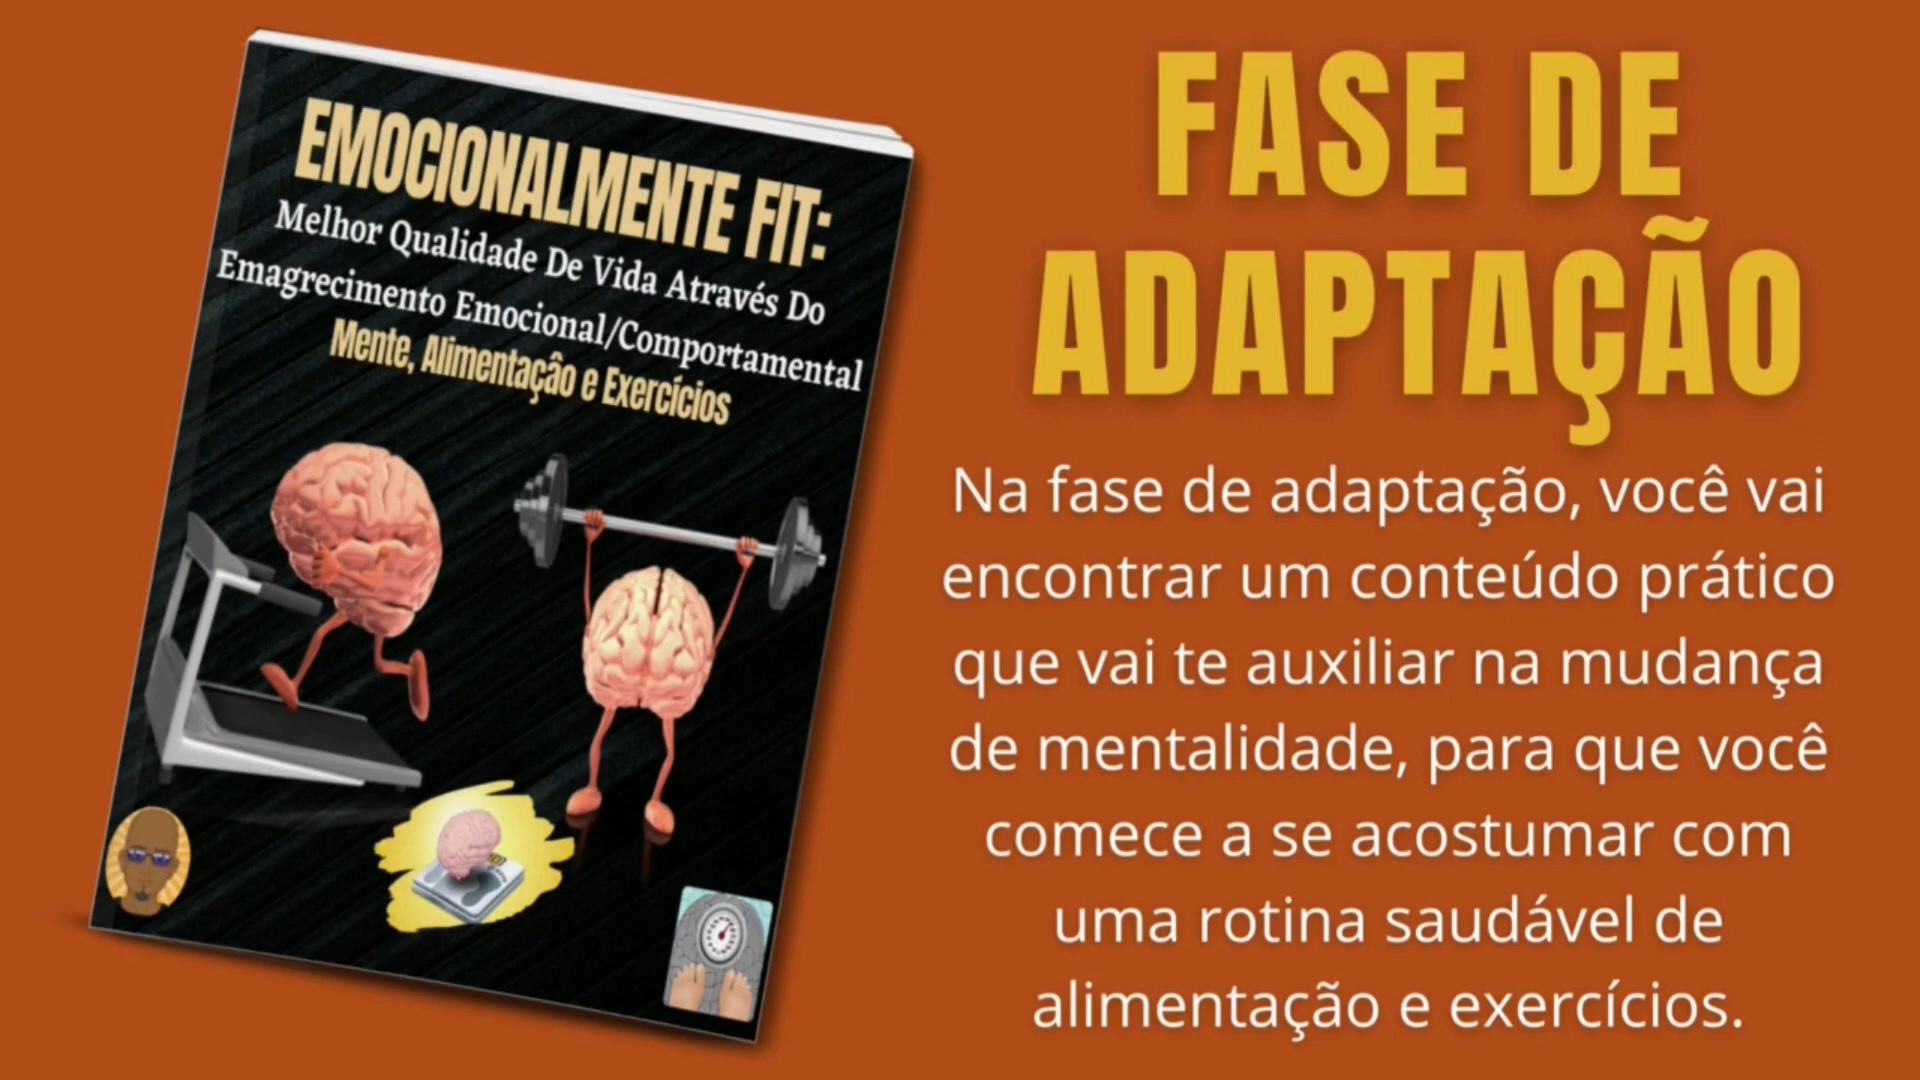 EMOCIONALMENTE FIT:
Melhor Qualidade De Vida Através Do
Emagrecimento Emocional/Comportamental
Mente, Alimentação e Exercícios
FASE DE
ADAPTAÇÃO
Na fase de adaptação, você vai
encontrar um conteúdo prático
que vai te auxiliar na mudança
de mentalidade, para que você
comece a se acostumar com
uma rotina saudável de
alimentação e exercícios.